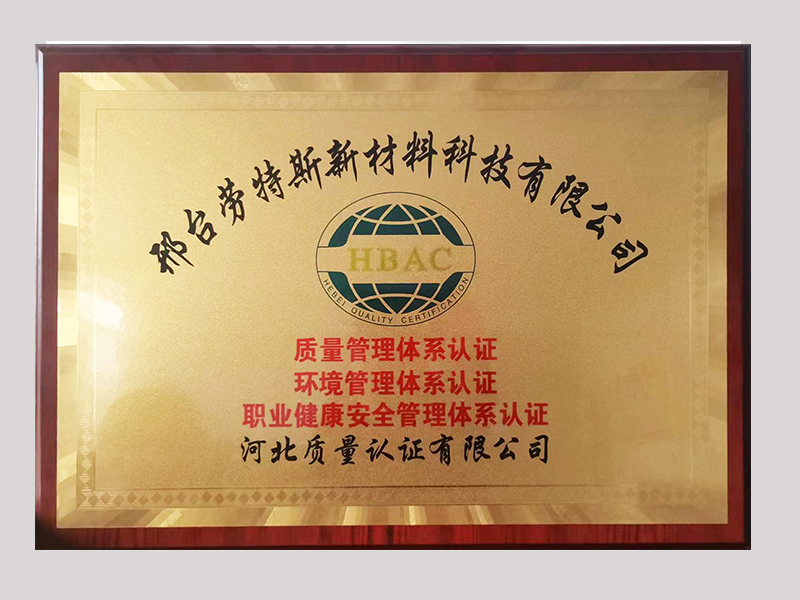 邢台劳特斯新材料科技有限公司
HBAC
HEBEI QUALITY CERTIFICATION
质量管理体系认证
环境管理体系认证
职业健康安全管理体系认证
河北质量认证有限公司